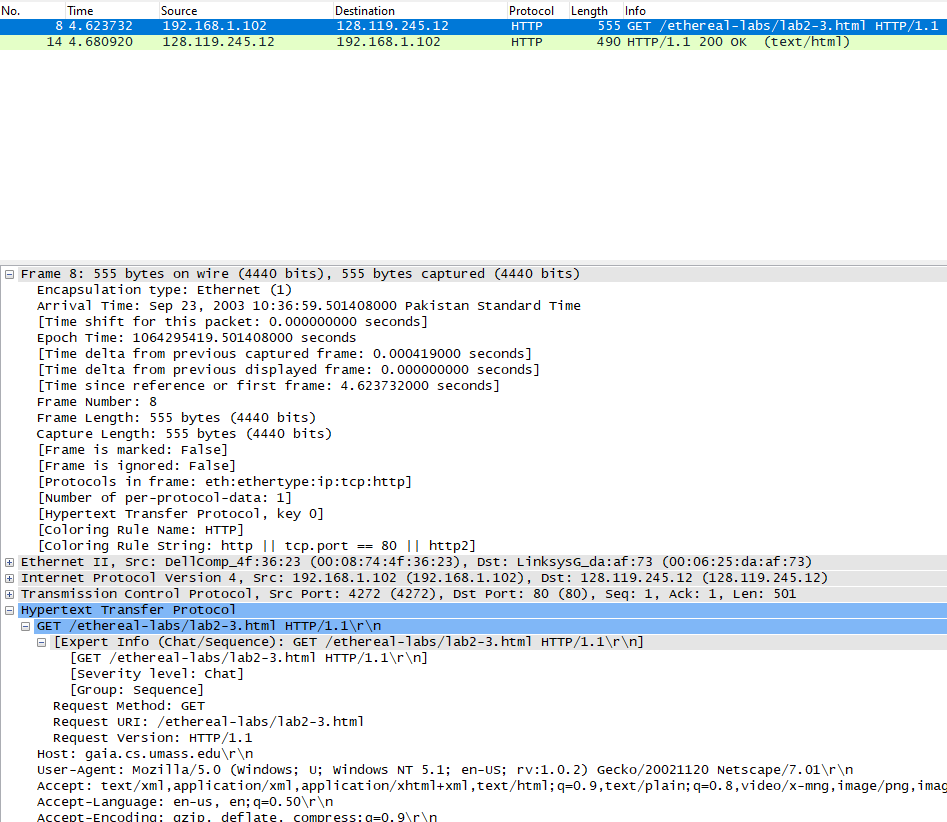 No. Time Source Destination Protocol Length Info
8 4.623732 192.168.1.102 128.119.245.12 HTTP 555 GET /ethereal-labs/lab2-3.html HTTP/1.1
14 4.680920 128.119.245.12 192.168.1.102 HTTP 490 HTTP/1.1 200 OK (text/html)
Frame 8: 555 bytes on wire (4440 bits), 555 bytes captured (4440 bits)
Encapsulation type: Ethernet (1)
Arrival Time: Sep 23, 2003 10:36:59.501408000 Pakistan Standard Time
[Time shift for this packet: 0.000000000 seconds]
Epoch Time: 1064295419.501408000 seconds
[Time delta from previous captured frame: 0.000419000 seconds]
[Time delta from previous displayed frame: 0.000000000 seconds]
[Time since reference or first frame: 4.623732000 seconds]
Frame Number: 8
Frame Length: 555 bytes (4440 bits)
Capture Length: 555 bytes (4440 bits)
[Frame is marked: False]
[Frame is ignored: False]
[Protocols in frame: eth:ethertype:ip:tcp:http]
[Number of per-protocol-data: 1]
[Hypertext Transfer Protocol, key 0]
[Coloring Rule Name: HTTP]
[Coloring Rule String: http || tcp.port == 80 || http2]
Ethernet II, Src: DellComp_4f:36:23 (00:08:74:4f:36:23), Dst: LinksysG_da:af:73 (00:06:25:da:af:73)
Internet Protocol Version 4, Src: 192.168.1.102 (192.168.1.102), Dst: 128.119.245.12 (128.119.245.12)
Transmission Control Protocol, Src Port: 4272 (4272), Dst Port: 80 (80), Seq: 1, Ack: 1, Len: 501
Hypertext Transfer Protocol
GET /ethereal-labs/lab2-3.html HTTP/1.1\r\n
[Expert Info (Chat/Sequence): GET /ethereal-labs/lab2-3.html HTTP/1.1\r\n]
[GET /ethereal-labs/lab2-3.html HTTP/1.1\r\n]
[Severity level: Chat]
[Group: Sequence]
Request Method: GET
Request URI: /ethereal-labs/lab2-3.html
Request Version: HTTP/1.1
Host: gaia.cs.umass.edu\r\n
User-Agent: Mozilla/5.0 (Windows; U; Windows NT 5.1; en-US; rv:1.0.2) Gecko/20021120 Netscape/7.01\r\n
Accept: text/xml,application/xml,application/xhtml+xml,text/html;q=0.9,text/plain;q=0.8,video/x-mng,image/png,imag
Accept-Language: en-us, en;q=0.50\r\n
Accept-Encoding: gzip, deflate, compress;q=0.9\r\n